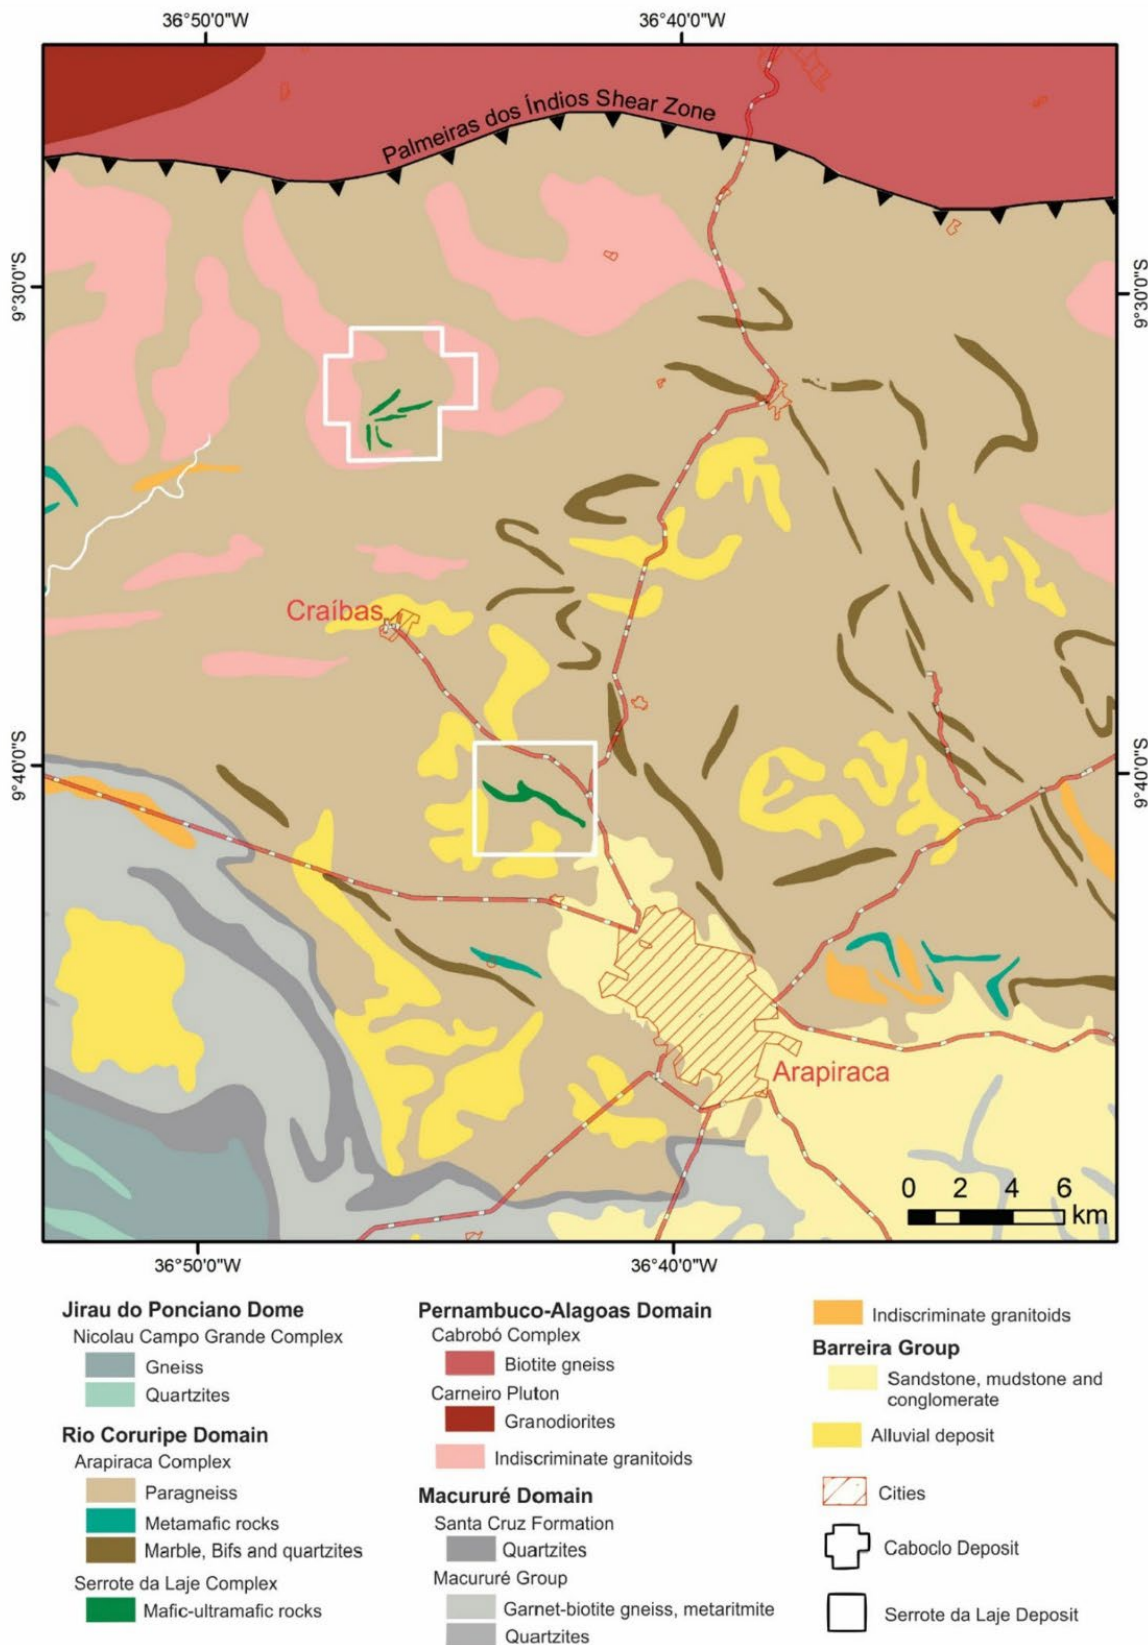 36°50'0"W
36°40'0"W
Palmeiras dos Índios Shear Zone
9°30'0"S
9°30'0"S
Craíbas
9°40'0"S
9°40'0"S
Arapiraca
0 2 4 6
km
36°50'0"W
36°40'0"W
Jirau do Ponciano Dome
Nicolau Campo Grande Complex
Gneiss
Quartzites
Rio Coruripe Domain
Arapiraca Complex
Paragneiss
Metamafic rocks
Marble, Bifs and quartzites
Serrote da Laje Complex
Mafic-ultramafic rocks
Pernambuco-Alagoas Domain
Cabrobó Complex
Biotite gneiss
Carneiro Pluton
Granodiorites
Indiscriminate granitoids
Macururé Domain
Santa Cruz Formation
Quartzites
Macururé Group
Garnet-biotite gneiss, metaritmite
Quartzites
Indiscriminate granitoids
Barreira Group
Sandstone, mudstone and
conglomerate
Alluvial deposit
Cities
Caboclo Deposit
Serrote da Laje Deposit